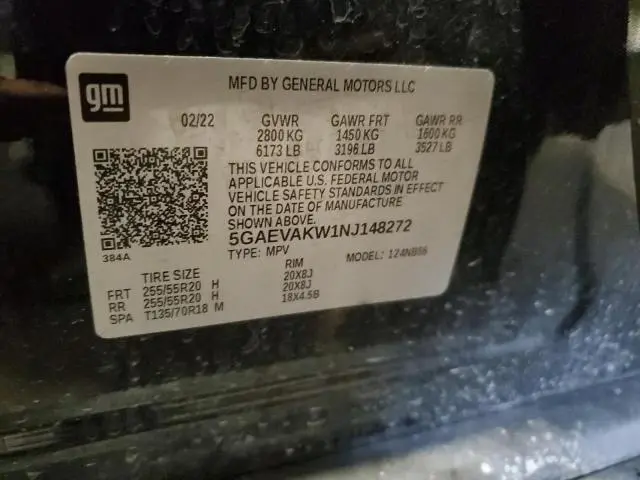 gm
MFD BY GENERAL MOTORS LLC
02/22 GVWR GAWR FRT GAWR RR
2800 KG 1450 KG 1600 KG
6173 LB 3196 LB 3527 LB
THIS VEHICLE CONFORMS TO ALL
APPLICABLE U.S. FEDERAL MOTOR
VEHICLE SAFETY STANDARDS IN EFFECT
ON THE DATE OF MANUFACTURE
SHOWN ABOVE.
384A
5GAEVAKW1NJ148272
TYPE: MPV MODEL: 124NB56
TIRE SIZE RIM
FRT 255/55R20 H 20X8J
RR 255/55R20 H 20X8J
SPA T135/70R18 M 18X4.5B